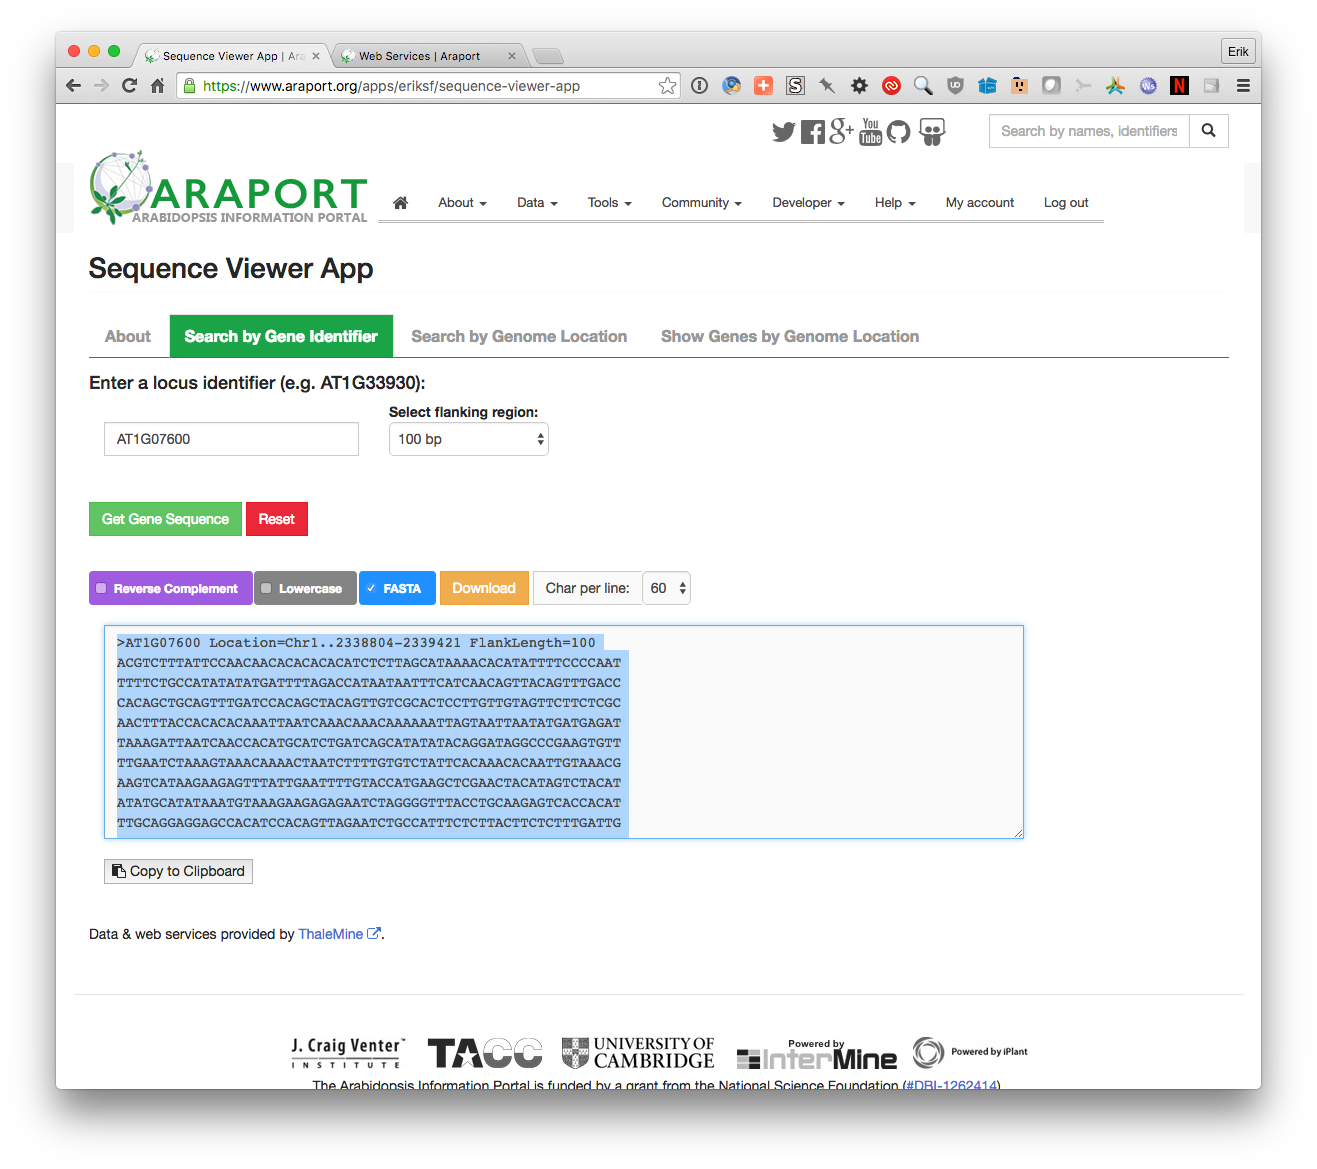 Sequence Viewer App | Ara
Web Services | Araport
Erik
https://www.araport.org/apps/eriksf/sequence-viewer-app
You Tube
Search by names, identifiers
ARAPORT
ARABIDOPSIS INFORMATION PORTAL
About Data Tools Community Developer Help My account Log out
Sequence Viewer App
About Search by Gene Identifier Search by Genome Location Show Genes by Genome Location
Enter a locus identifier (e.g. AT1G33930):
Select flanking region:
AT1G07600 100 bp
Get Gene Sequence Reset
Reverse Complement Lowercase FASTA Download Char per line: 60
>AT1G07600 Location=Chr1..2338804-2339421 FlankLength=100
ACGTCTTTATTCCAACAACACACACACATCTCTTAGCATAAAACACATATTTTCCCCAAT
TTTTCTGCCATATATATGATTTTAGACCATAATAATTTCATCAACAGTTACAGTTTGACC
CACAGCTGCAGTTTGATCCACAGCTACAGTTGTCGCACTCCTTGTTGTAGTTCTTCTCGC
AACTTTACCACACACAAATTAATCAAACAAACAAAAAATTAGTAATTAATATGATGAGAT
TAAAGATTAATCAACCACATGCATCTGATCAGCATATATACAGGATAGGCCCGAAGTGTT
TTGAATCTAAAGTAAACAAAACTAATCTTTTGTGTCTATTCACAAACACAATTGTAAACG
AAGTCATAAGAAGAGTTTATTGAATTTTGTACCATGAAGCTCGAACTACATAGTCTACAT
ATATGCATATAAATGTAAAGAAGAGAGAATCTAGGGGTTTACCTGCAAGAGTCACCACAT
TTGCAGGAGGAGCCACATCCACAGTTAGAATCTGCCATTTCTCTTACTTCTCTTTGATTG
Copy to Clipboard
Data & web services provided by ThaleMine.
J. Craig Venter™
INSTITUTE
TACC
UNIVERSITY OF
CAMBRIDGE
Powered by
InterMine
Powered by iPlant
The Arabidopsis Information Portal is funded by a grant from the National Science Foundation (#DBI-1262414)